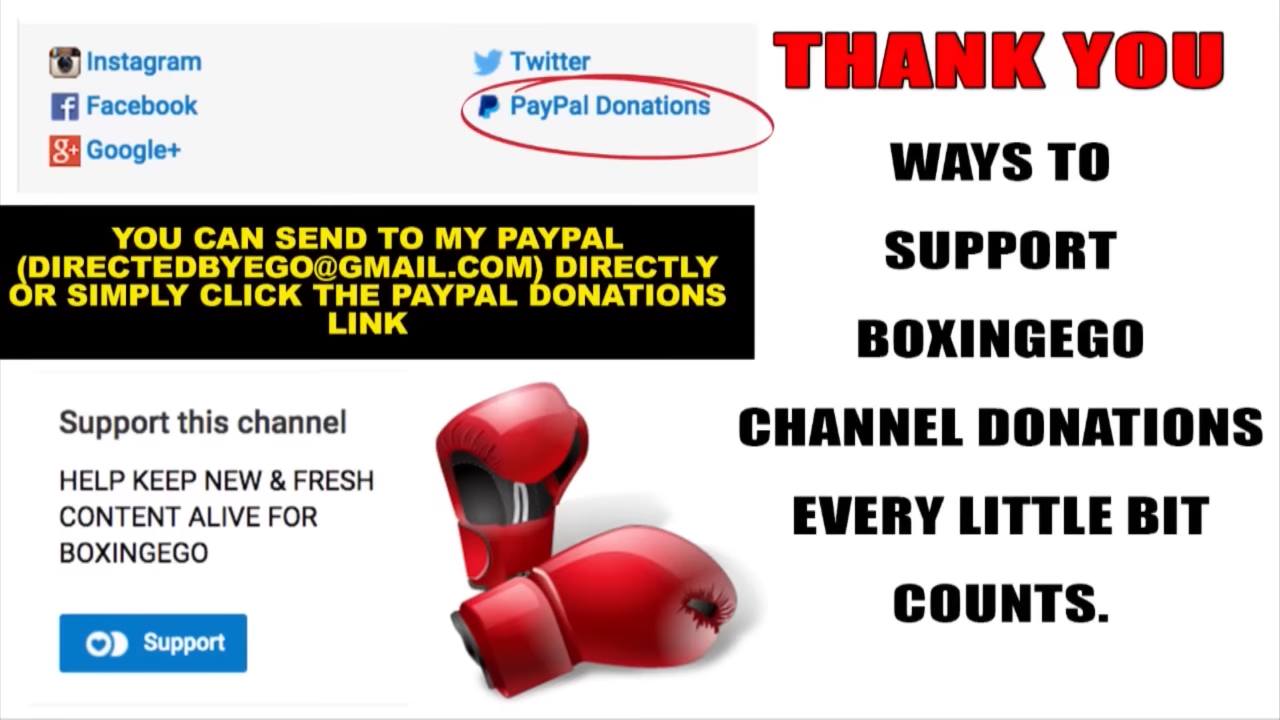 Instagram
Twitter
Facebook
PayPal Donations
Google+
YOU CAN SEND TO MY PAYPAL
(DIRECTEDBYEGO@GMAIL.COM) DIRECTLY
OR SIMPLY CLICK THE PAYPAL DONATIONS
LINK
Support this channel
HELP KEEP NEW & FRESH
CONTENT ALIVE FOR
BOXINGEGO
Support
THANK YOU
WAYS TO
SUPPORT
BOXINGEGO
CHANNEL DONATIONS
EVERY LITTLE BIT
COUNTS.